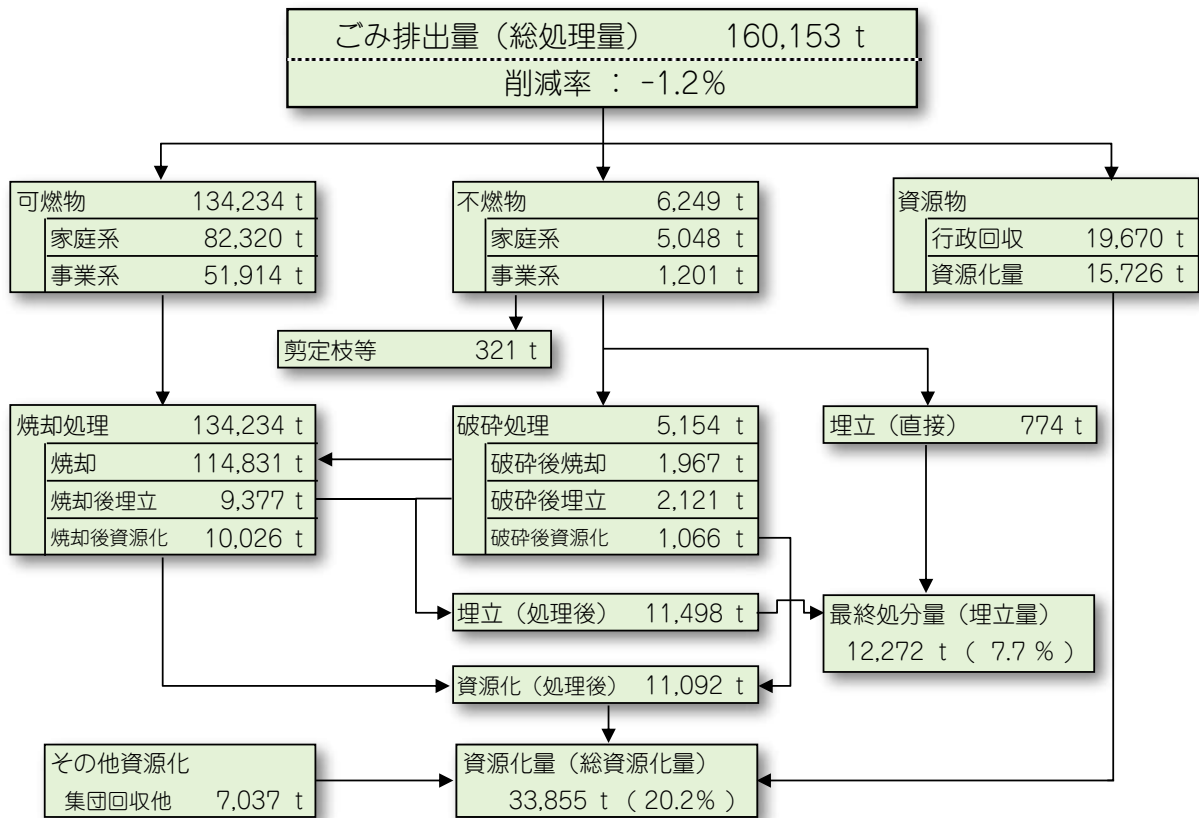 ごみ排出量（総処理量） 160,153 t
削減率 ： -1.2%
可燃物 134,234 t
家庭系 82,320 t
事業系 51,914 t
不燃物 6,249 t
家庭系 5,048 t
事業系 1,201 t
資源物
行政回収 19,670 t
資源化量 15,726 t
剪定枝等 321 t
焼却処理 134,234 t
焼却 114,831 t
焼却後埋立 9,377 t
焼却後資源化 10,026 t
破砕処理 5,154 t
破砕後焼却 1,967 t
破砕後埋立 2,121 t
破砕後資源化 1,066 t
埋立（直接） 774 t
埋立（処理後） 11,498 t
最終処分量（埋立量）
12,272 t ( 7.7 % )
資源化（処理後） 11,092 t
その他資源化
集団回収他 7,037 t
資源化量（総資源化量）
33,855 t ( 20.2% )